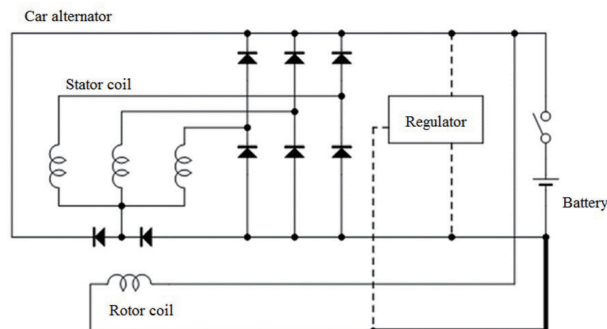 Car alternator
Stator coil
Regulator
Battery
Rotor coil